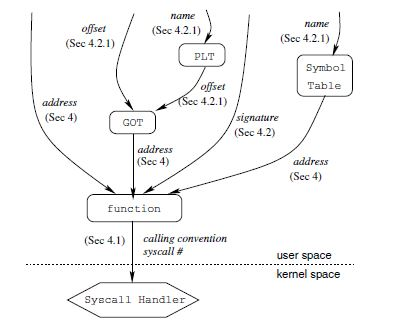 name
offset
(Sec 4.2.1)
(Sec 4.2.1)
name
(Sec 4.2.1)
PLT
Symbol
Table
offset
(Sec 4.2.1)
address
(Sec 4)
GOT
signature
(Sec 4.2)
address
(Sec 4)
address
(Sec 4)
function
(Sec 4.1)
calling convention
syscall #
user space
kernel space
Syscall Handler